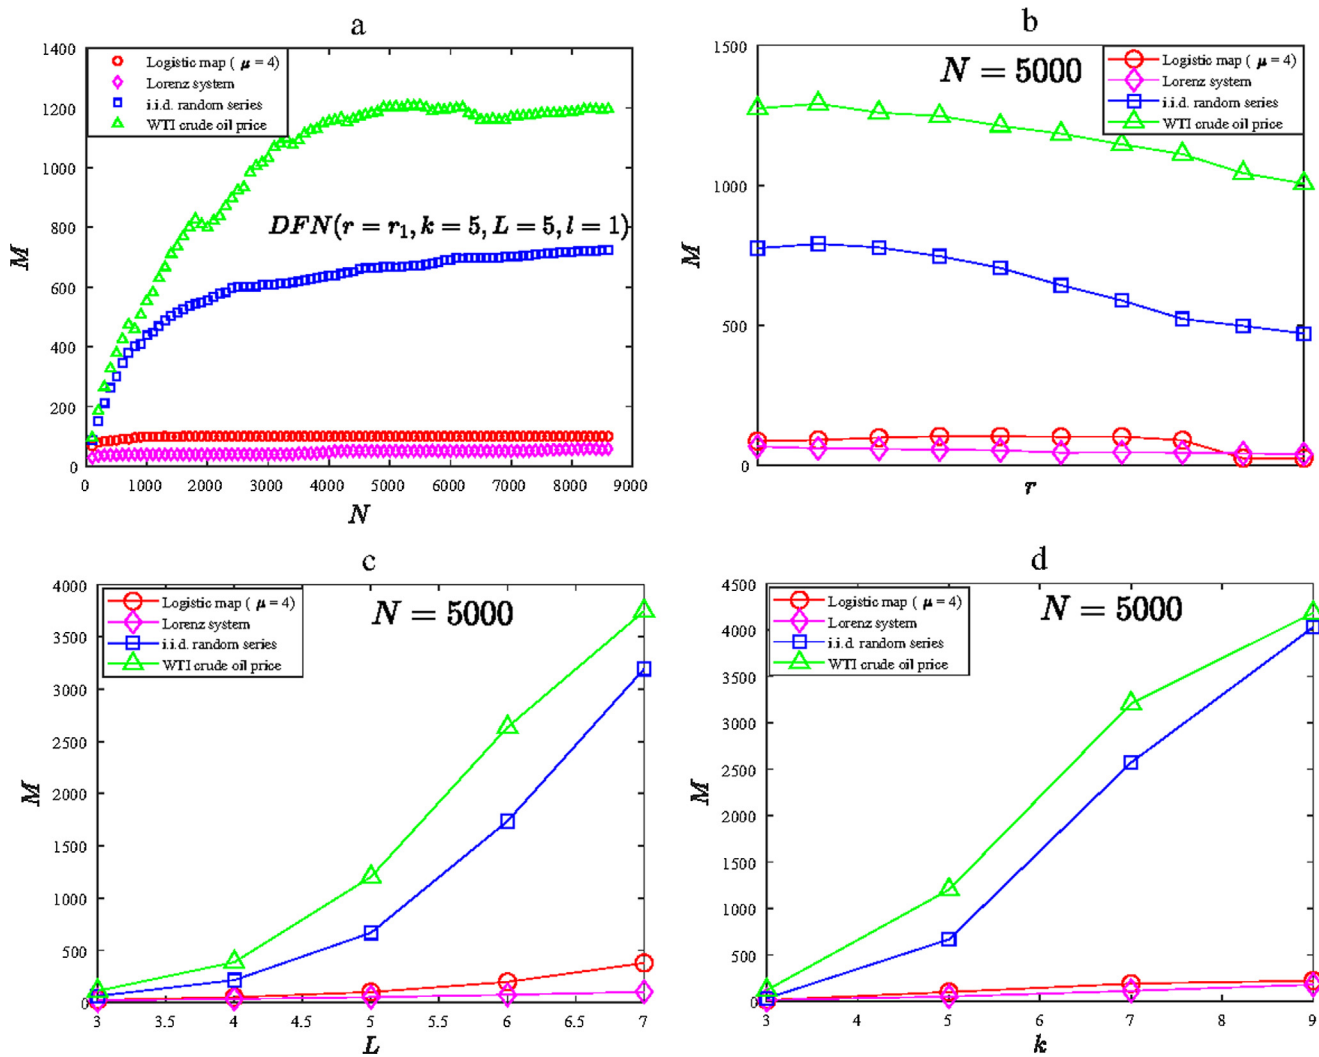 a
1400
1200
1000
800
600
400
200
0
M
Logistic map ( μ = 4)
Lorenz system
i.i.d. random series
WTI crude oil price
DFN(r = r₁, k = 5, L = 5, l = 1)
0 1000 2000 3000 4000 5000 6000 7000 8000 9000
N
b
1500
1000
500
0
M
N = 5000
Logistic map ( μ = 4)
Lorenz system
i.i.d. random series
WTI crude oil price
r
c
4000
3500
3000
2500
2000
1500
1000
500
0
M
Logistic map ( μ = 4)
Lorenz system
i.i.d. random series
WTI crude oil price
N = 5000
3 3.5 4 4.5 5 5.5 6 6.5 7
L
d
4500
4000
3500
3000
2500
2000
1500
1000
500
0
M
Logistic map ( μ = 4)
Lorenz system
i.i.d. random series
WTI crude oil price
N = 5000
3 4 5 6 7 8 9
k